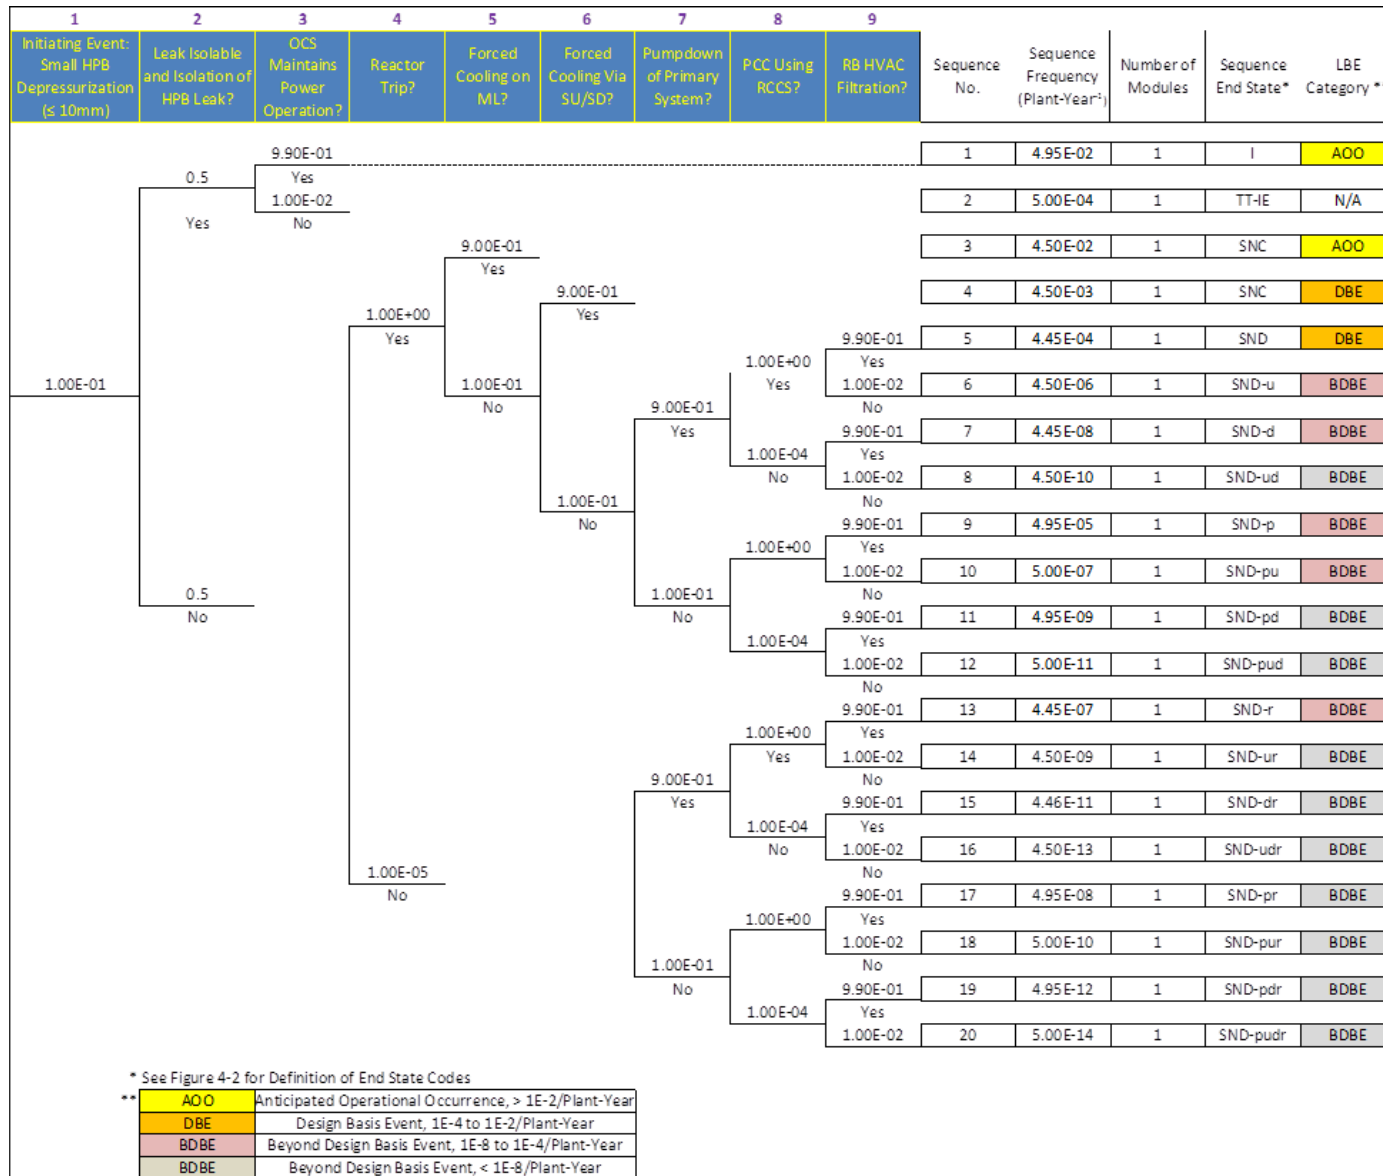 1 2 3 4 5 6 7 8 9
Initiating Event: Small HPB Depressurization (≤ 10mm)
Leak Isolable and Isolation of HPB Leak?
OCS Maintains Power Operation?
Reactor Trip?
Forced Cooling on ML?
Forced Cooling Via SU/SD?
Pumpdown of Primary System?
PCC Using RCCS?
RB HVAC Filtration?
Sequence No.
Sequence Frequency (Plant-Year⁻¹)
Number of Modules
Sequence End State*
LBE Category *
9.90E-01
1 4.95E-02 1 I AOO
0.5 Yes
1.00E-02
2 5.00E-04 1 TT-IE N/A
Yes No
9.00E-01
3 4.50E-02 1 SNC AOO
Yes
9.00E-01
4 4.50E-03 1 SNC DBE
1.00E+00 Yes
Yes
9.90E-01
5 4.45E-04 1 SND DBE
1.00E+00 Yes
1.00E-01 1.00E-01 Yes 1.00E-02
6 4.50E-06 1 SND-u BDBE
No 9.00E-01 No
Yes 9.90E-01
7 4.45E-08 1 SND-d BDBE
1.00E-04 Yes
No 1.00E-02
8 4.50E-10 1 SND-ud BDBE
1.00E-01 No
No 9.90E-01
9 4.95E-05 1 SND-p BDBE
1.00E+00 Yes
1.00E-02
10 5.00E-07 1 SND-pu BDBE
0.5 1.00E-01 No
No No 9.90E-01
11 4.95E-09 1 SND-pd BDBE
1.00E-04 Yes
1.00E-02
12 5.00E-11 1 SND-pud BDBE
No
9.90E-01
13 4.45E-07 1 SND-r BDBE
1.00E+00 Yes
Yes 1.00E-02
14 4.50E-09 1 SND-ur BDBE
9.00E-01 No
Yes 9.90E-01
15 4.46E-11 1 SND-dr BDBE
1.00E-04 Yes
No 1.00E-02
16 4.50E-13 1 SND-udr BDBE
1.00E-05 No
No 9.90E-01
17 4.95E-08 1 SND-pr BDBE
1.00E+00 Yes
1.00E-02
18 5.00E-10 1 SND-pur BDBE
1.00E-01 No
No 9.90E-01
19 4.95E-12 1 SND-pdr BDBE
1.00E-04 Yes
1.00E-02
20 5.00E-14 1 SND-pudr BDBE
* See Figure 4-2 for Definition of End State Codes
** AOO Anticipated Operational Occurrence, > 1E-2/Plant-Year
DBE Design Basis Event, 1E-4 to 1E-2/Plant-Year
BDBE Beyond Design Basis Event, 1E-8 to 1E-4/Plant-Year
BDBE Beyond Design Basis Event, < 1E-8/Plant-Year